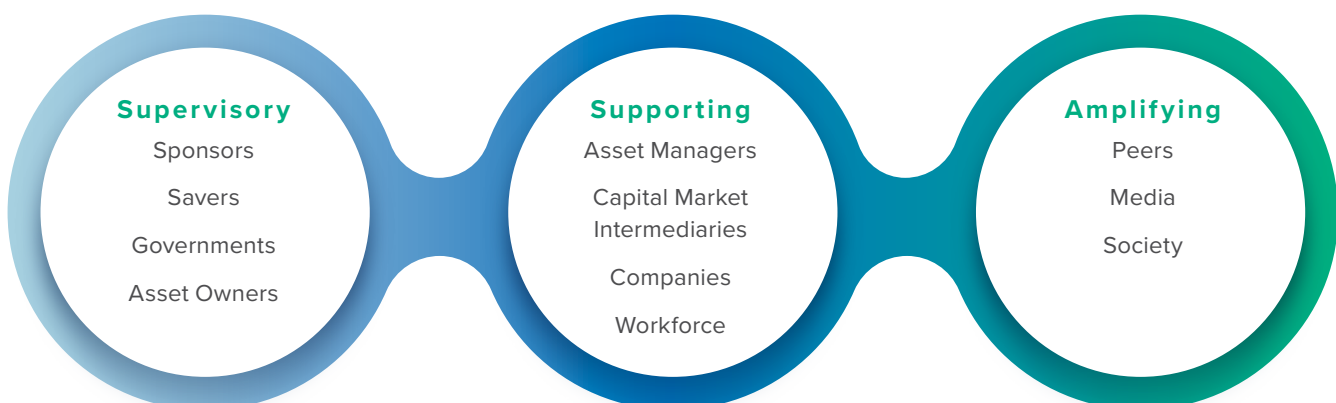 Supervisory
Sponsors
Savers
Governments
Asset Owners
Supporting
Asset Managers
Capital Market
Intermediaries
Companies
Workforce
Amplifying
Peers
Media
Society